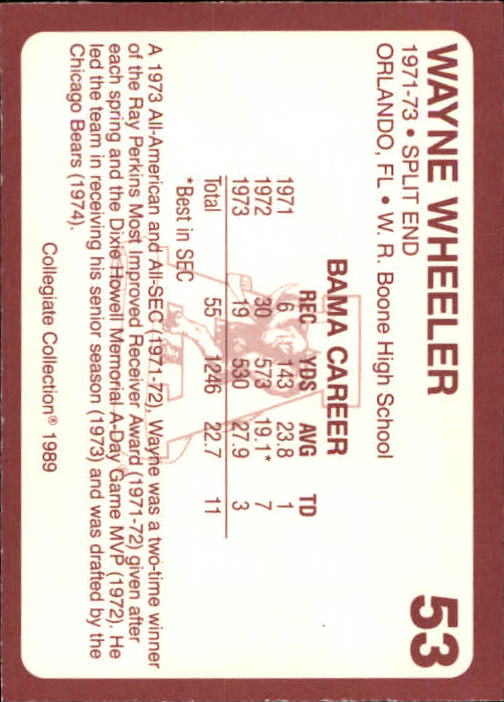 WAYNE WHEELER 53
1971-73 • SPLIT END
ORLANDO, FL • W. R. Boone High School
BAMA CAREER
REC YDS AVG TD
1971 6 143 23.8 1
1972 30 573 19.1* 7
1973 19 530 27.9 3
Total 55 1246 22.7 11
*Best in SEC
A 1973 All-American and All-SEC (1971-72), Wayne was a two-time winner
of the Ray Perkins Most Improved Receiver Award (1971-72) given after
each spring and the Dixie Howell Memorial A-Day Game MVP (1972). He
led the team in receiving his senior season (1973) and was drafted by the
Chicago Bears (1974).
Collegiate Collection® 1989